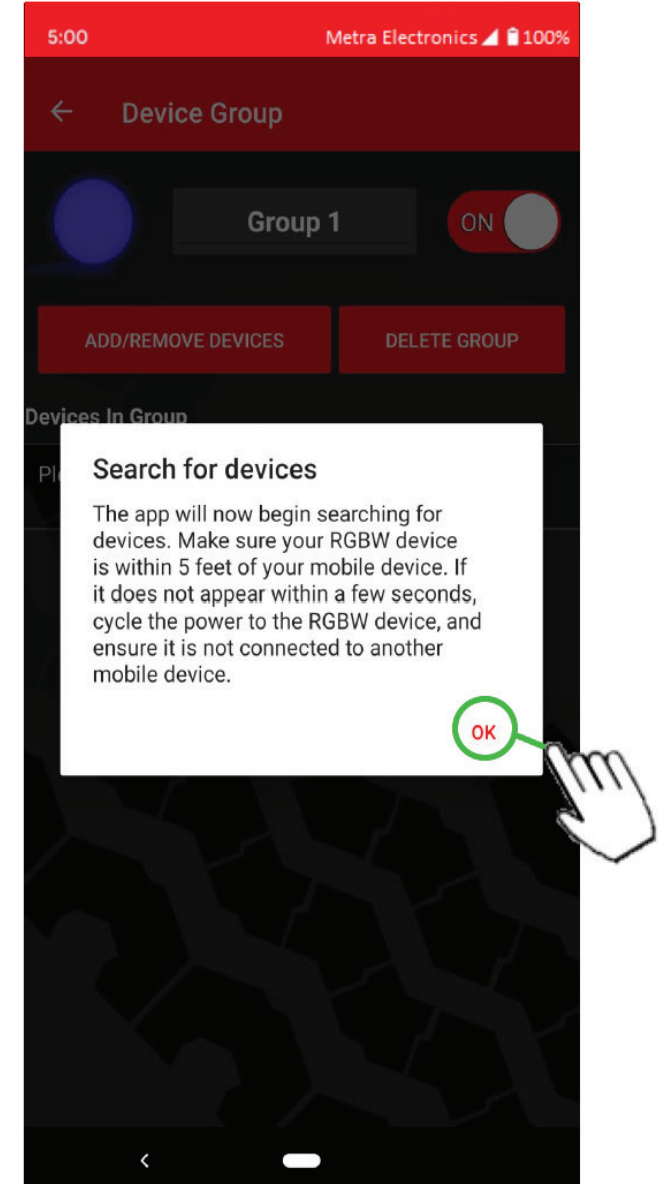 5:00 Metra Electronics 100%
Device Group
Group 1 ON
ADD/REMOVE DEVICES DELETE GROUP
Devices In Group
Search for devices
The app will now begin searching for
devices. Make sure your RGBW device
is within 5 feet of your mobile device. If
it does not appear within a few seconds,
cycle the power to the RGBW device, and
ensure it is not connected to another
mobile device.
OK